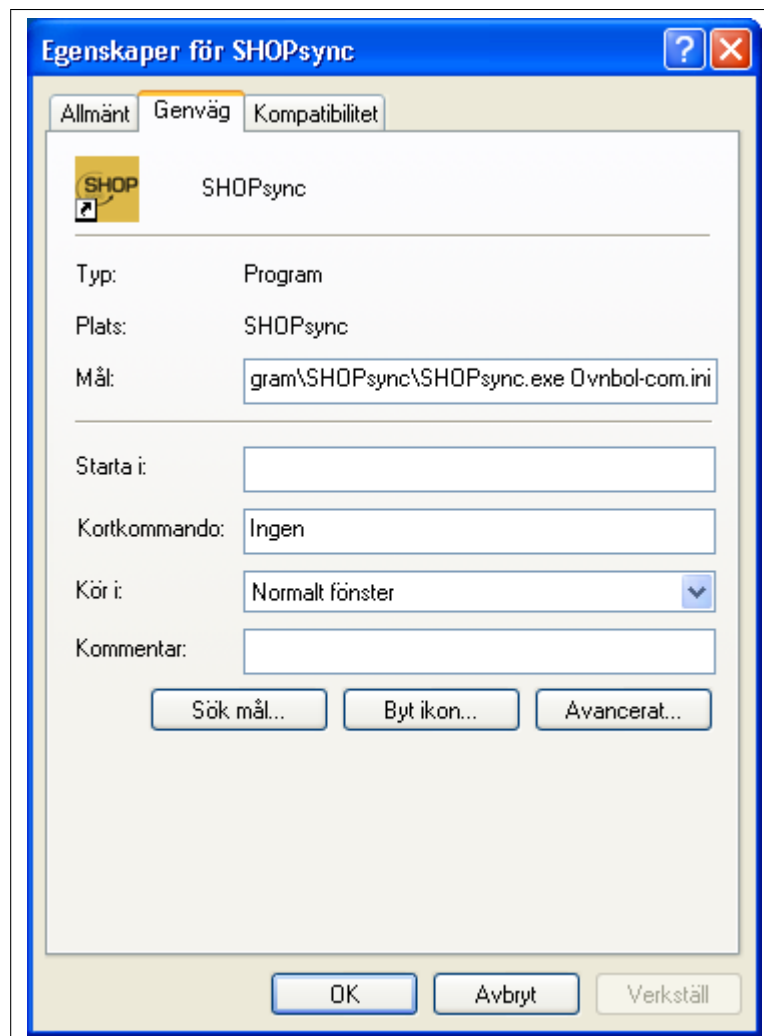 Egenskaper för SHOPsync
Allmänt Genväg Kompatibilitet
SHOP
SHOPsync
Typ: Program
Plats: SHOPsync
Mål: gram\SHOPsync\SHOPsync.exe Ovnbol-com.ini
Starta i:
Kortkommando: Ingen
Kör i: Normalt fönster
Kommentar:
Sök mål... Byt ikon... Avancerat...
OK Avbryt Verkställ